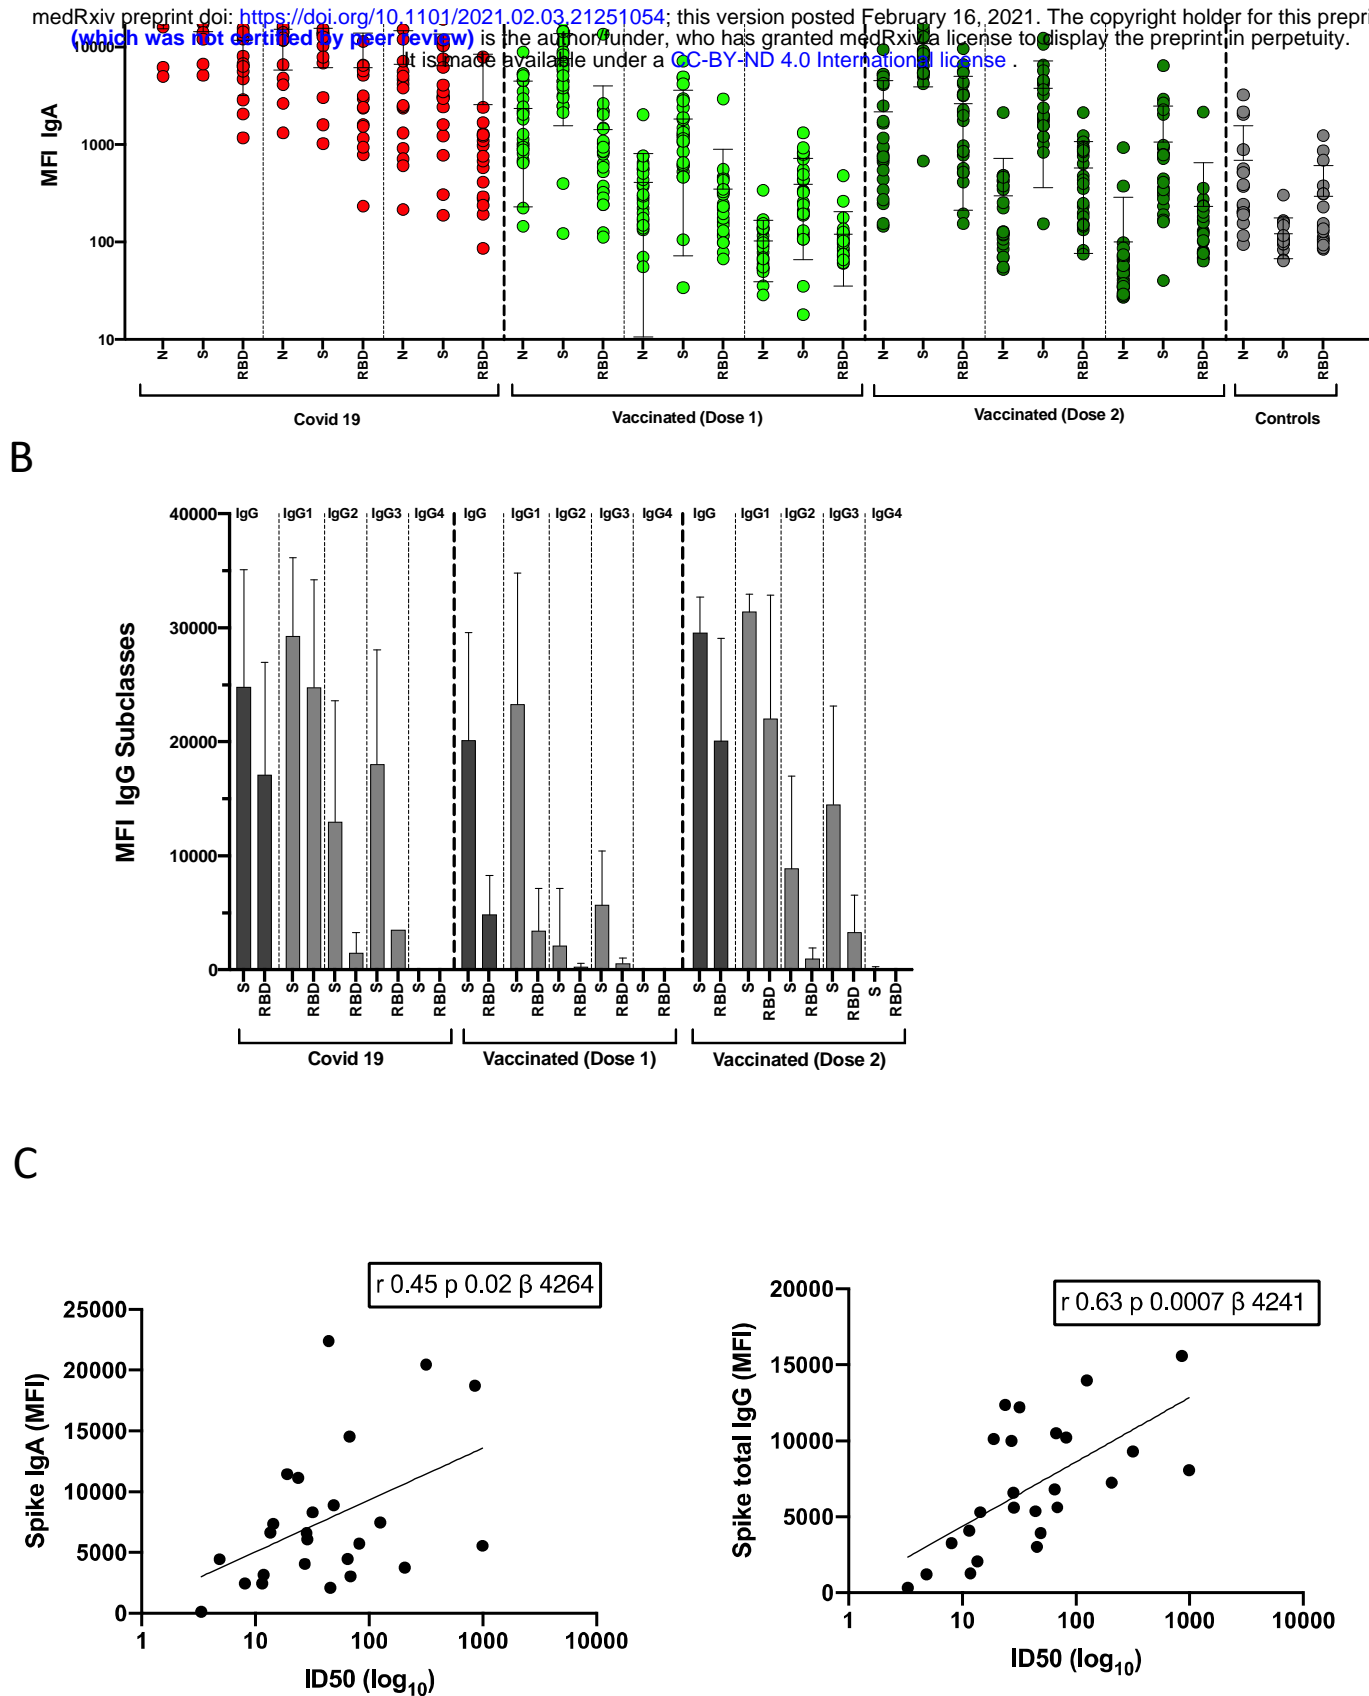 medRxiv preprint doi: https://doi.org/10.1101/2021.02.03.21251054; this version posted February 16, 2021. The copyright holder for this prepri
(which was not certified by peer review) is the author/funder, who has granted medRxiv a license to display the preprint in perpetuity.
It is made available under a CC-BY-ND 4.0 International license .
MFI IgA
10000
1000
100
10
N S RBD N S RBD N S RBD N S RBD N S RBD N S RBD N S RBD N S RBD N S RBD N S RBD
Covid 19 Vaccinated (Dose 1) Vaccinated (Dose 2) Controls
B
MFI IgG Subclasses
40000
30000
20000
10000
0
IgG IgG1 IgG2 IgG3 IgG4 IgG IgG1 IgG2 IgG3 IgG4 IgG IgG1 IgG2 IgG3 IgG4
S RBD S RBD S RBD S RBD S RBD S RBD S RBD S RBD S RBD S RBD S RBD S RBD S RBD S RBD S RBD
Covid 19 Vaccinated (Dose 1) Vaccinated (Dose 2)
C
r 0.45 p 0.02 β 4264
Spike IgA (MFI)
25000
20000
15000
10000
5000
0
1 10 100 1000 10000
ID50 (log10)
r 0.63 p 0.0007 β 4241
Spike total IgG (MFI)
20000
15000
10000
5000
0
1 10 100 1000 10000
ID50 (log10)